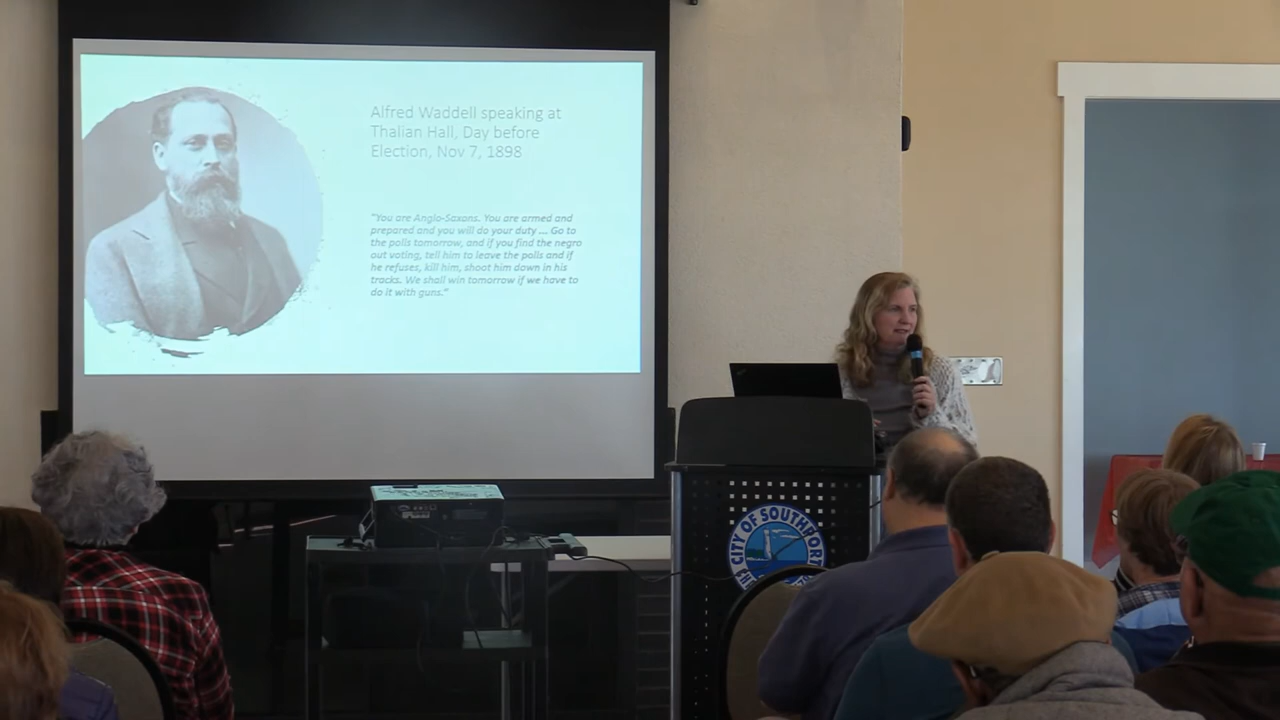 Alfred Waddell speaking at
Thalian Hall, Day before
Election, Nov 7, 1898
"You are Anglo-Saxons. You are armed and
prepared and you will do your duty ... Go to
the polls tomorrow, and if you find the negro
out voting, tell him to leave the polls and if
he refuses, kill him, shoot him down in his
tracks. We shall win tomorrow if we have to
do it with guns."
CITY OF SOUTHPORT